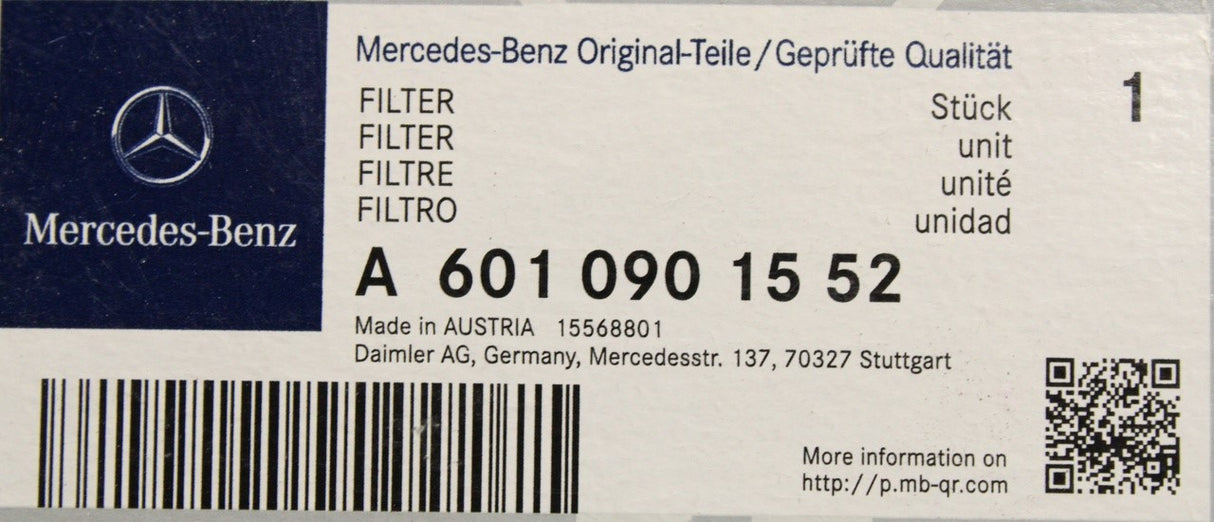 Mercedes-Benz
Mercedes-Benz Original-Teile/Geprüfte Qualität
FILTER Stück 1
FILTER unit
FILTRE unité
FILTRO unidad
A 601 090 15 52
Made in AUSTRIA 15568801
Daimler AG, Germany, Mercedesstr. 137, 70327 Stuttgart
More information on
http://p.mb-qr.com